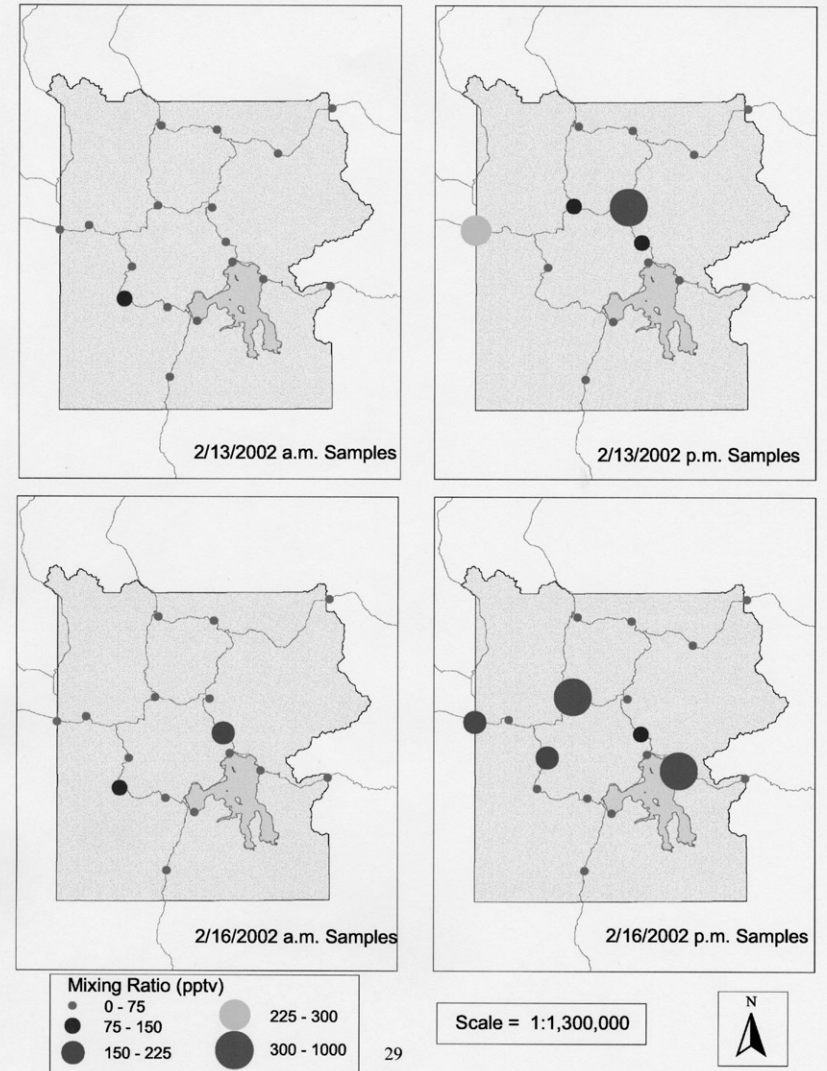 2/13/2002 a.m. Samples
2/13/2002 p.m. Samples
2/16/2002 a.m. Samples
2/16/2002 p.m. Samples
Mixing Ratio (pptv)
0 - 75
75 - 150
150 - 225
225 - 300
300 - 1000
29
Scale = 1:1,300,000
N